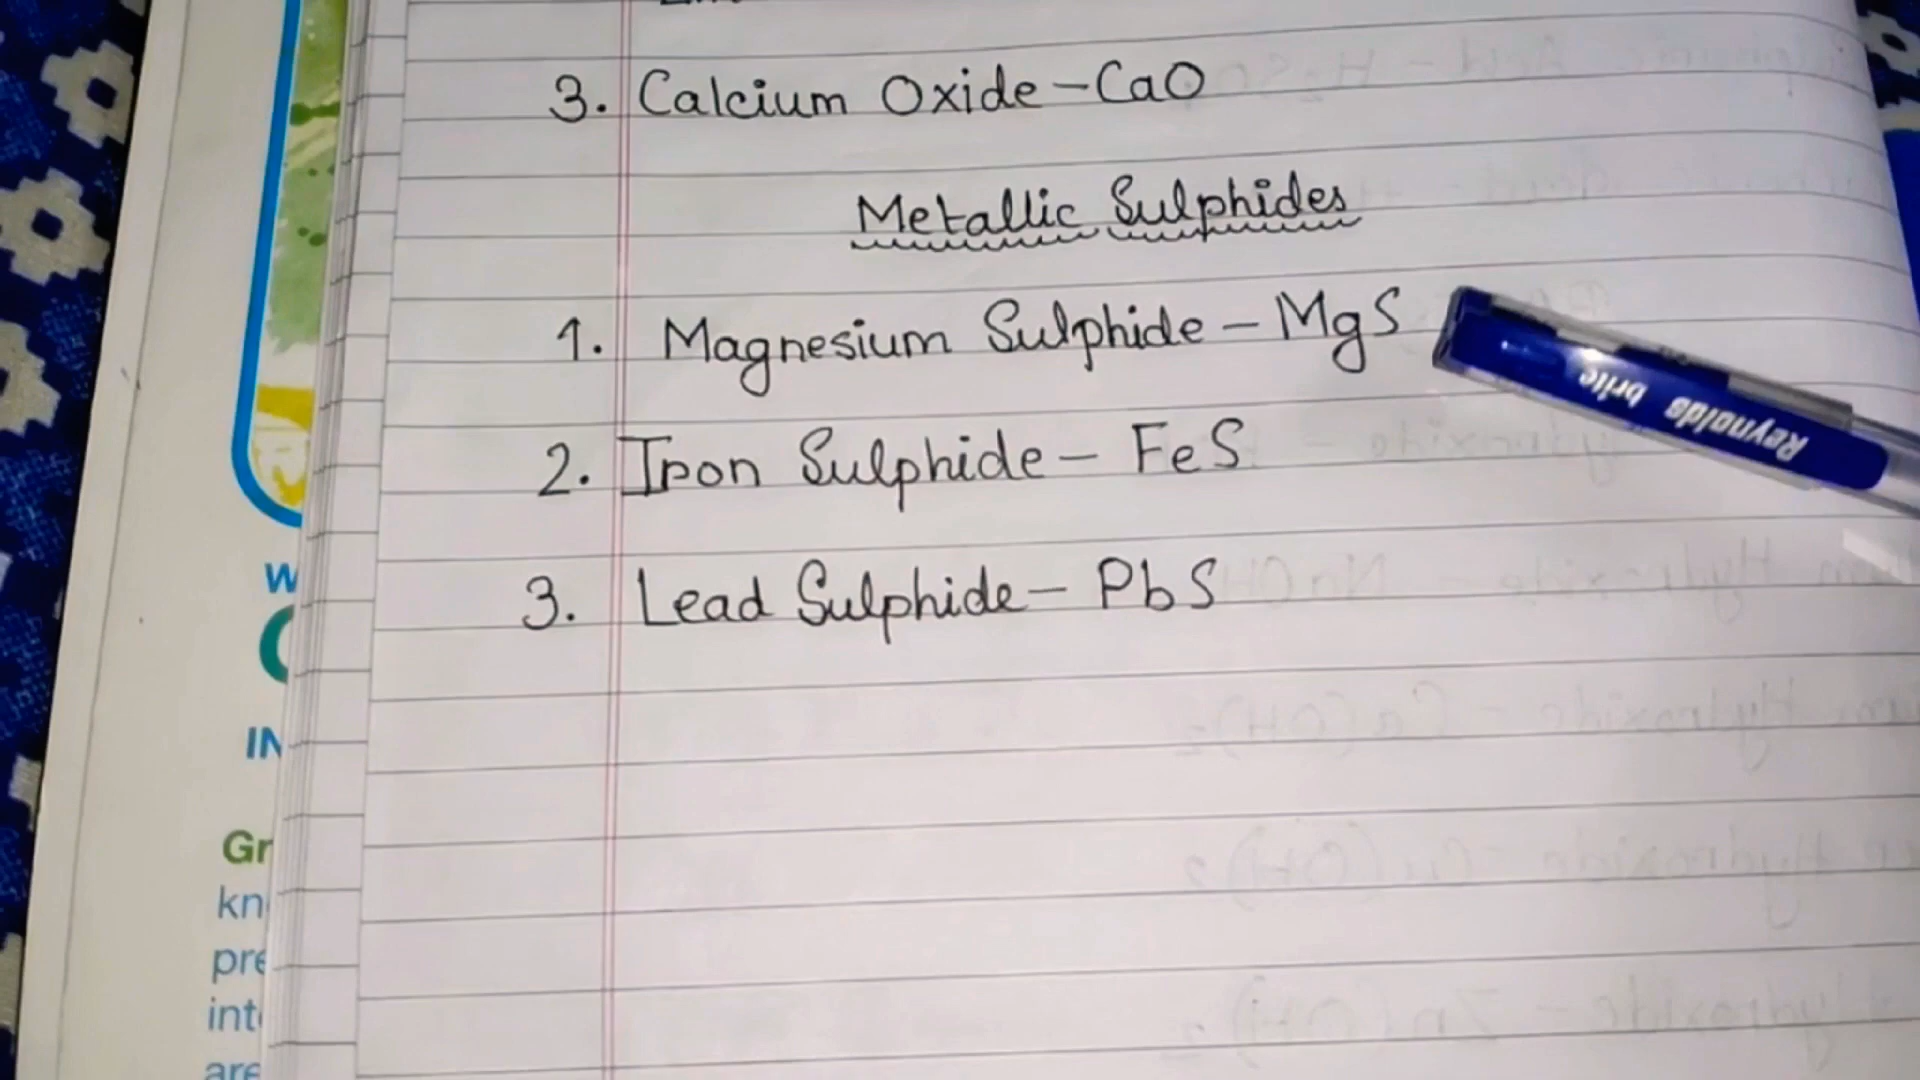 3. Calcium Oxide - CaO
Metallic Sulphides
1. Magnesium Sulphide - MgS
2. Iron Sulphide - FeS
3. Lead Sulphide - PbS
Reynolds brite
W
IN
Gr
kn
pre
int
are